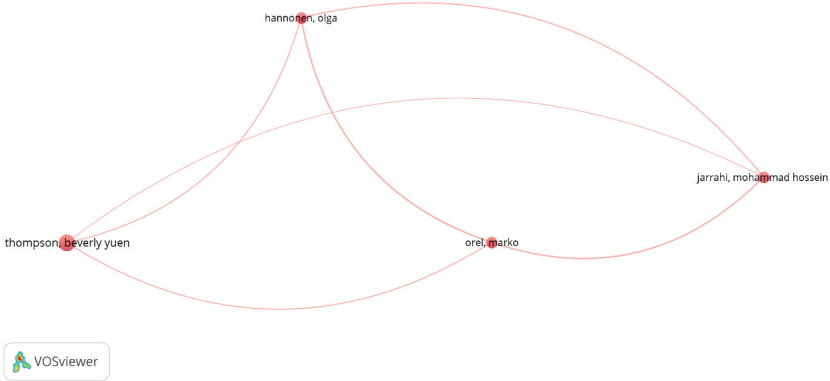 hannonen, olga
jarrahi, mohammad hossein
thompson, beverly yuen
orel, marko
VOSviewer